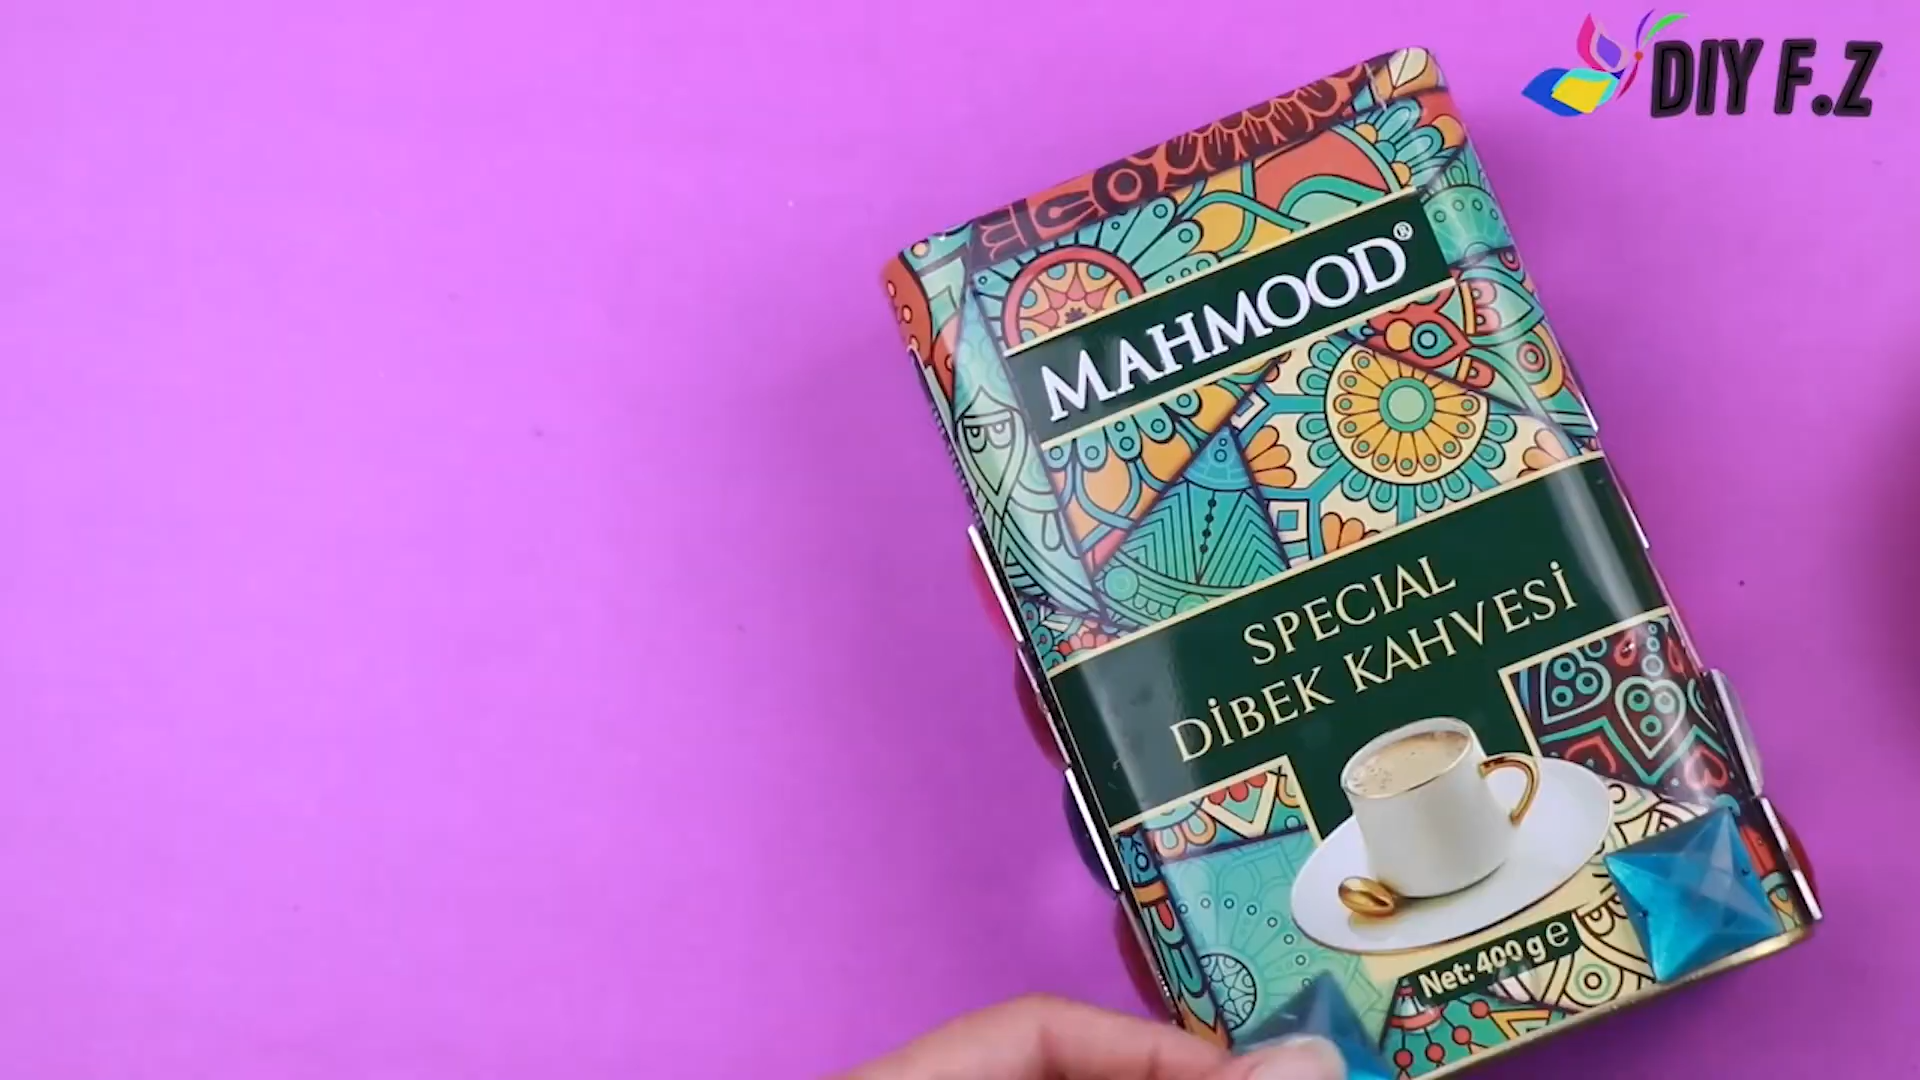 DIY F.Z
MAHMOOD®
SPECIAL
DİBEK KAHVESİ
Net: 400 g e